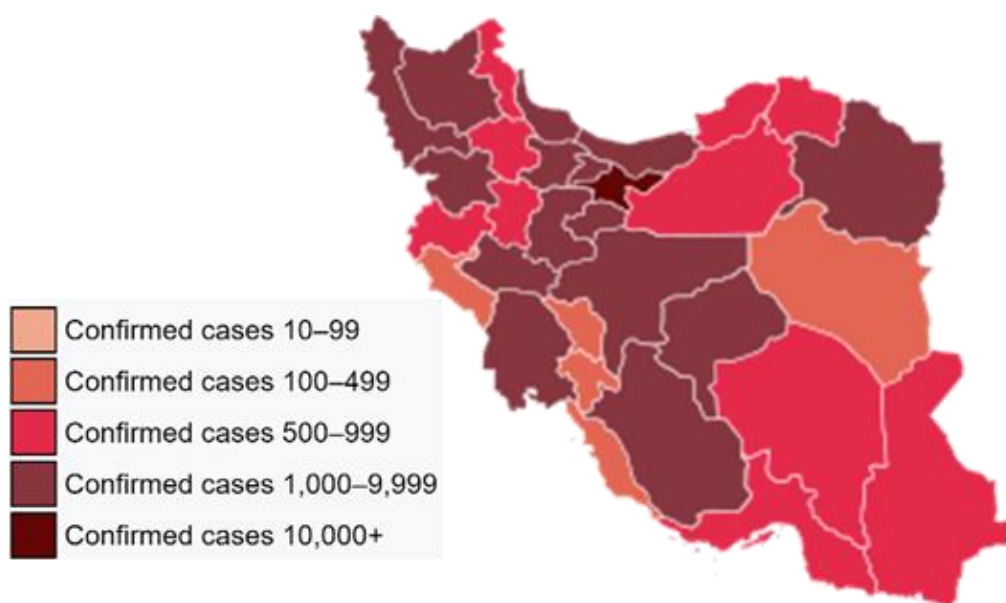 Confirmed cases 10–99
Confirmed cases 100–499
Confirmed cases 500–999
Confirmed cases 1,000–9,999
Confirmed cases 10,000+